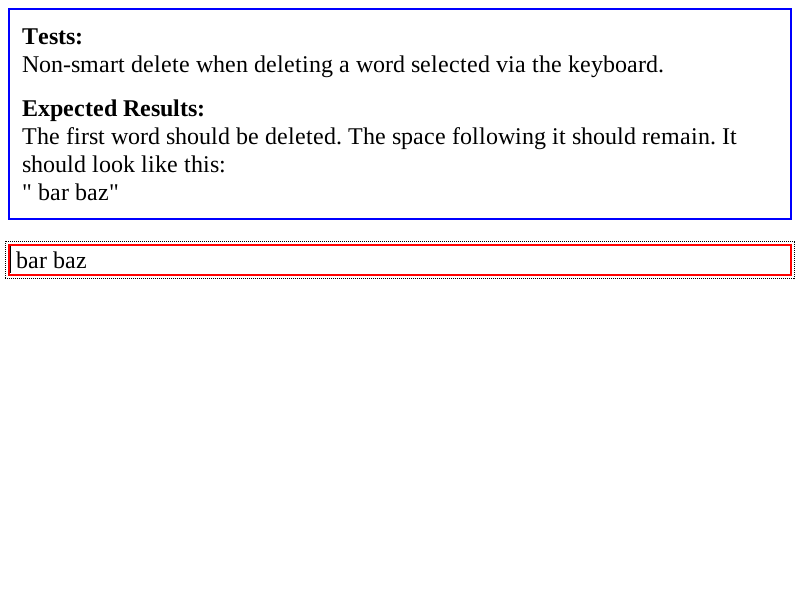 Tests:
Non-smart delete when deleting a word selected via the keyboard.
Expected Results:
The first word should be deleted. The space following it should remain. It
should look like this:
" bar baz"
bar baz